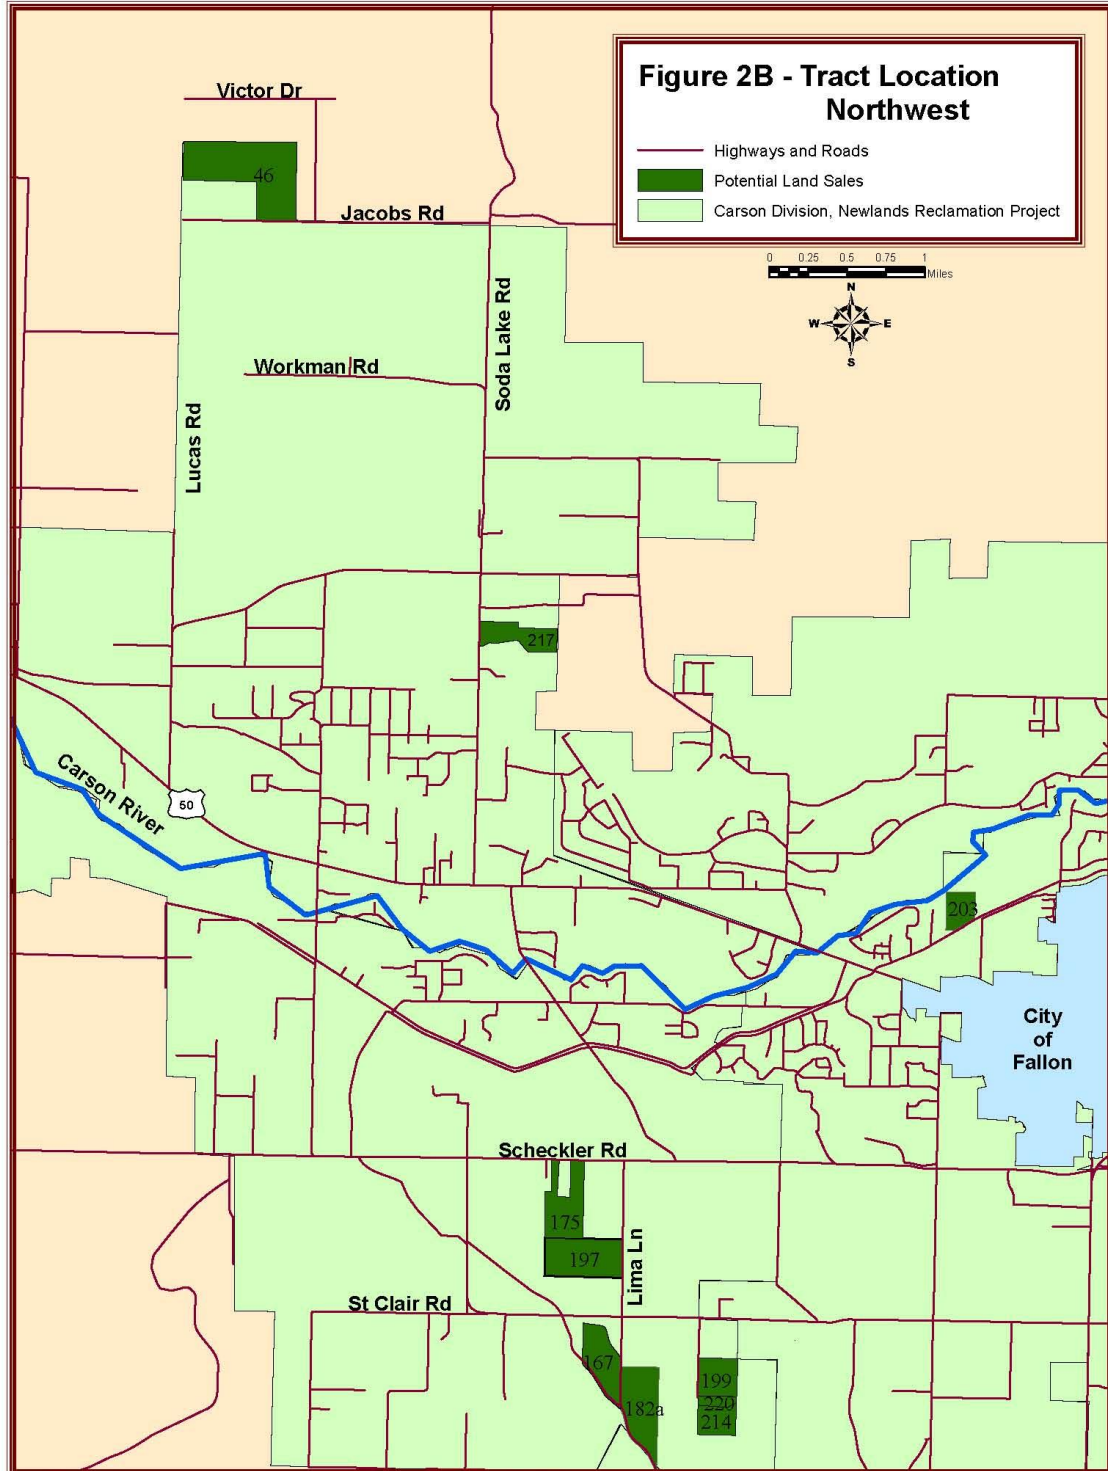 Figure 2B - Tract Location
Northwest
Highways and Roads
Potential Land Sales
Carson Division, Newlands Reclamation Project
0 0.25 0.5 0.75 1
Miles
N
W E
S
Victor Dr
46
Jacobs Rd
Soda Lake Rd
Workman Rd
Lucas Rd
217
Carson River
50
203
City
of
Fallon
Scheckler Rd
175
197
Lima Ln
St Clair Rd
167
199
182a
220
214